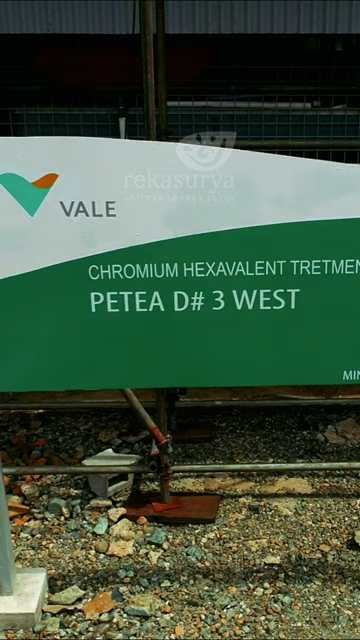 rekasurya
VALE
CHROMIUM HEXAVALENT TRETMEN
PETEA D# 3 WEST
MIN